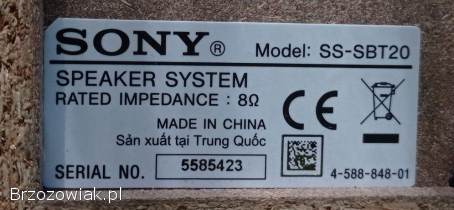 SONY® Model: SS-SBT20
SPEAKER SYSTEM
RATED IMPEDANCE : 8Ω
MADE IN CHINA
Sản xuất tại Trung Quốc
SERIAL NO. 5585423
4-588-848-01
Brzozowiak.pl